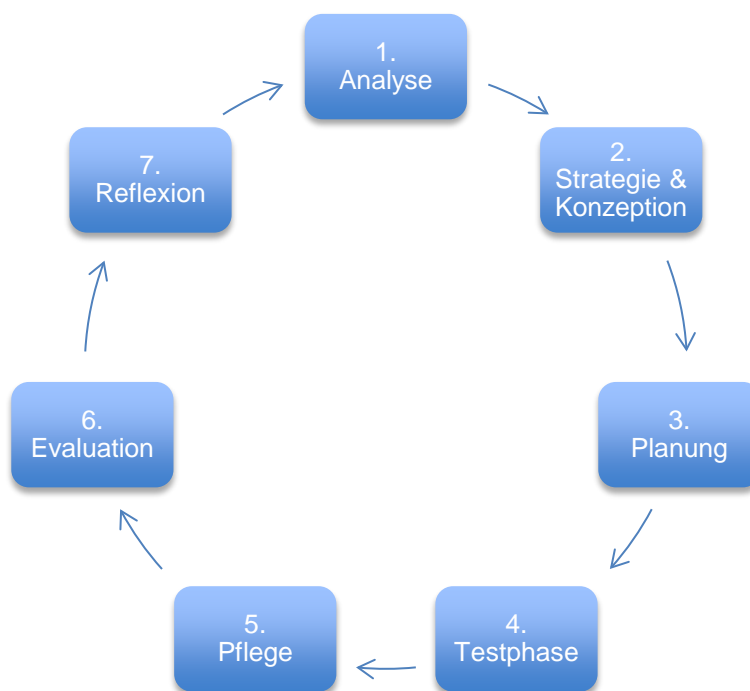 1.
Analyse
2.
Strategie &
Konzeption
3.
Planung
4.
Testphase
5.
Pflege
6.
Evaluation
7.
Reflexion